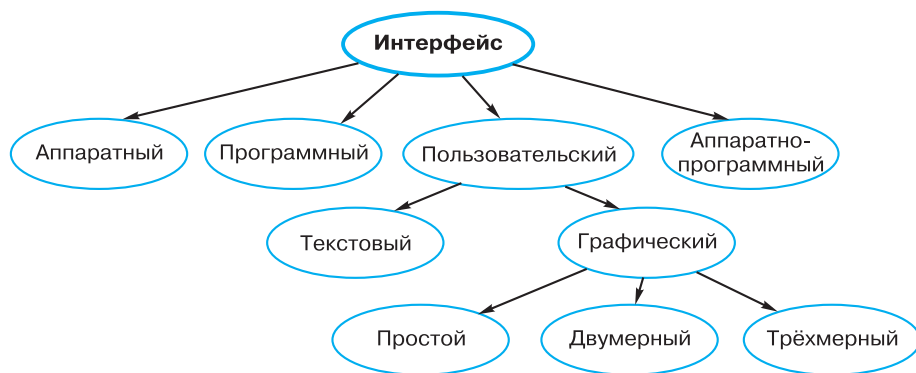 Интерфейс
Аппаратный
Программный
Пользовательский
Аппаратно-
программный
Текстовый
Графический
Простой
Двумерный
Трёхмерный